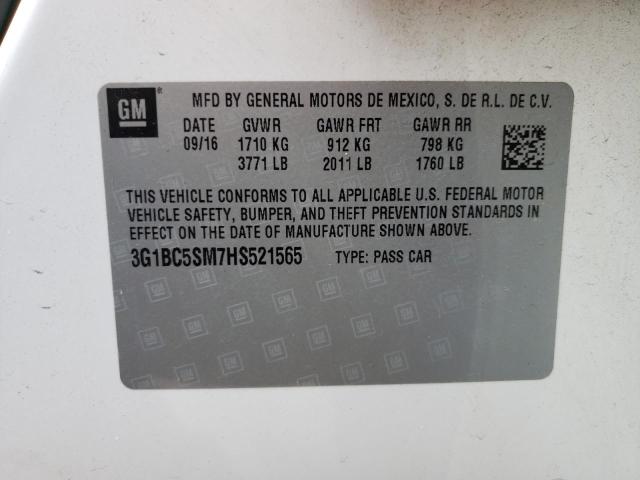 GM
MFD BY GENERAL MOTORS DE MEXICO, S. DE R.L. DE C.V.
DATE GVWR GAWR FRT GAWR RR
09/16 1710 KG 912 KG 798 KG
3771 LB 2011 LB 1760 LB
THIS VEHICLE CONFORMS TO ALL APPLICABLE U.S. FEDERAL MOTOR
VEHICLE SAFETY, BUMPER, AND THEFT PREVENTION STANDARDS IN
EFFECT ON THE DATE OF MANUFACTURE SHOWN ABOVE.
3G1BC5SM7HS521565 TYPE: PASS CAR